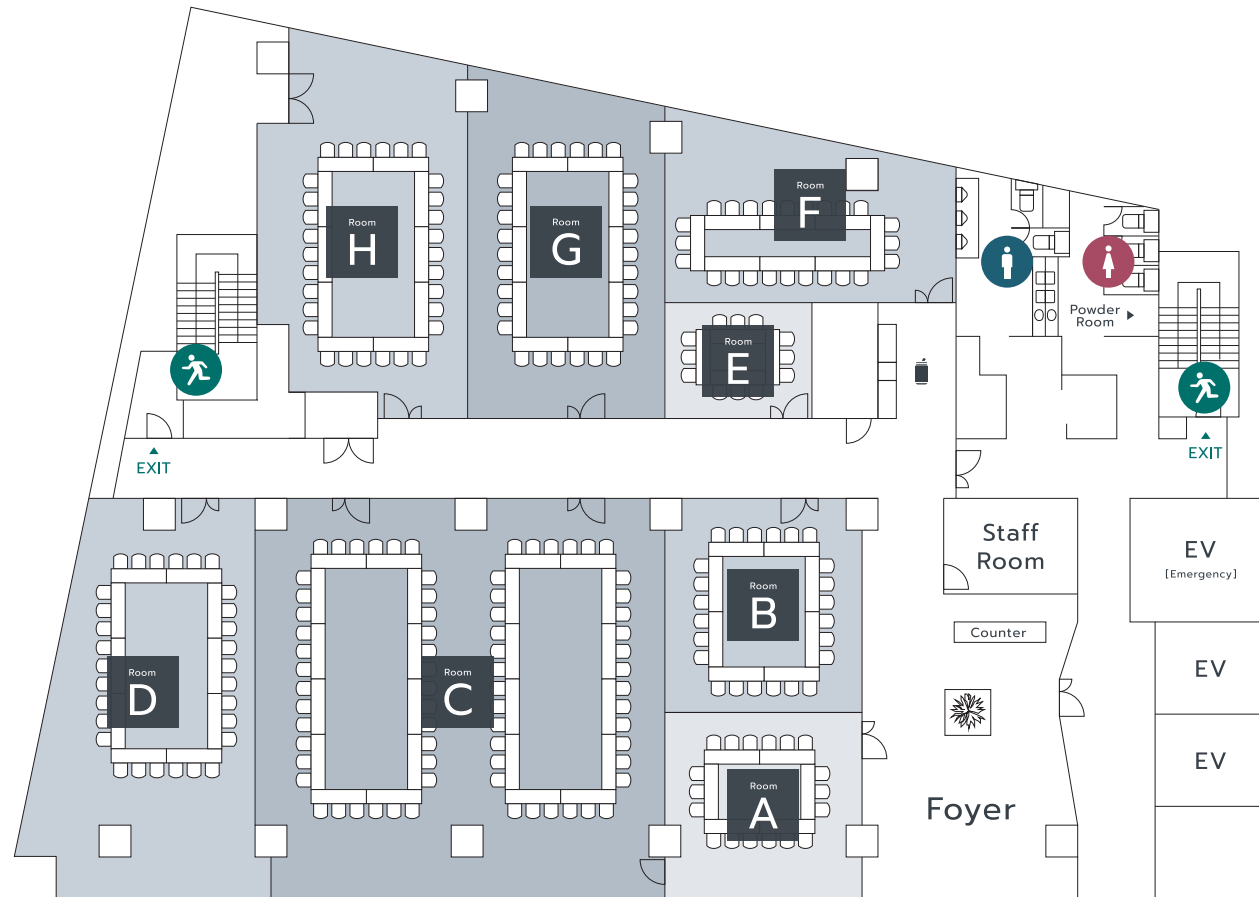 Room
F
Room
H
Room
G
Powder
Room
Room
E
EXIT
EXIT
Staff
Room
EV
[Emergency]
Room
B
Counter
Room
D
Room
C
EV
EV
Room
A
Foyer